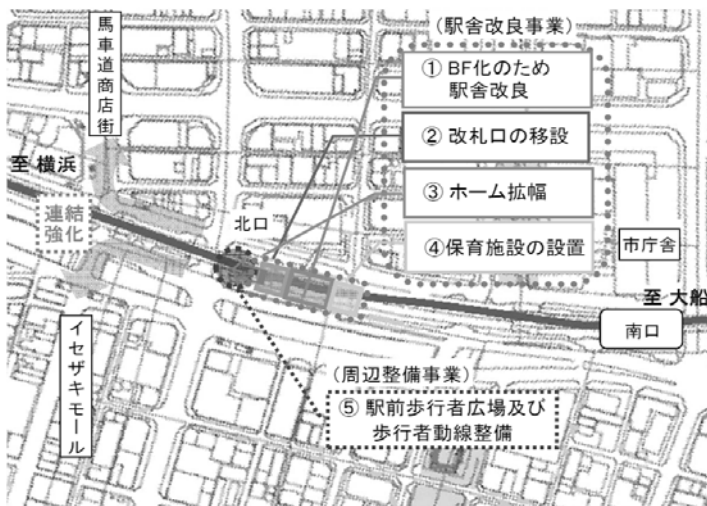 (駅舎改良事業)
① BF化のため
駅舎改良
② 改札口の移設
③ ホーム拡幅
④保育施設の設置
馬車道商店街
至 横浜
連結
強化
北口
市庁舎
至 大船
南口
イセザキモール
(周辺整備事業)
⑤ 駅前歩行者広場及び
歩行者動線整備